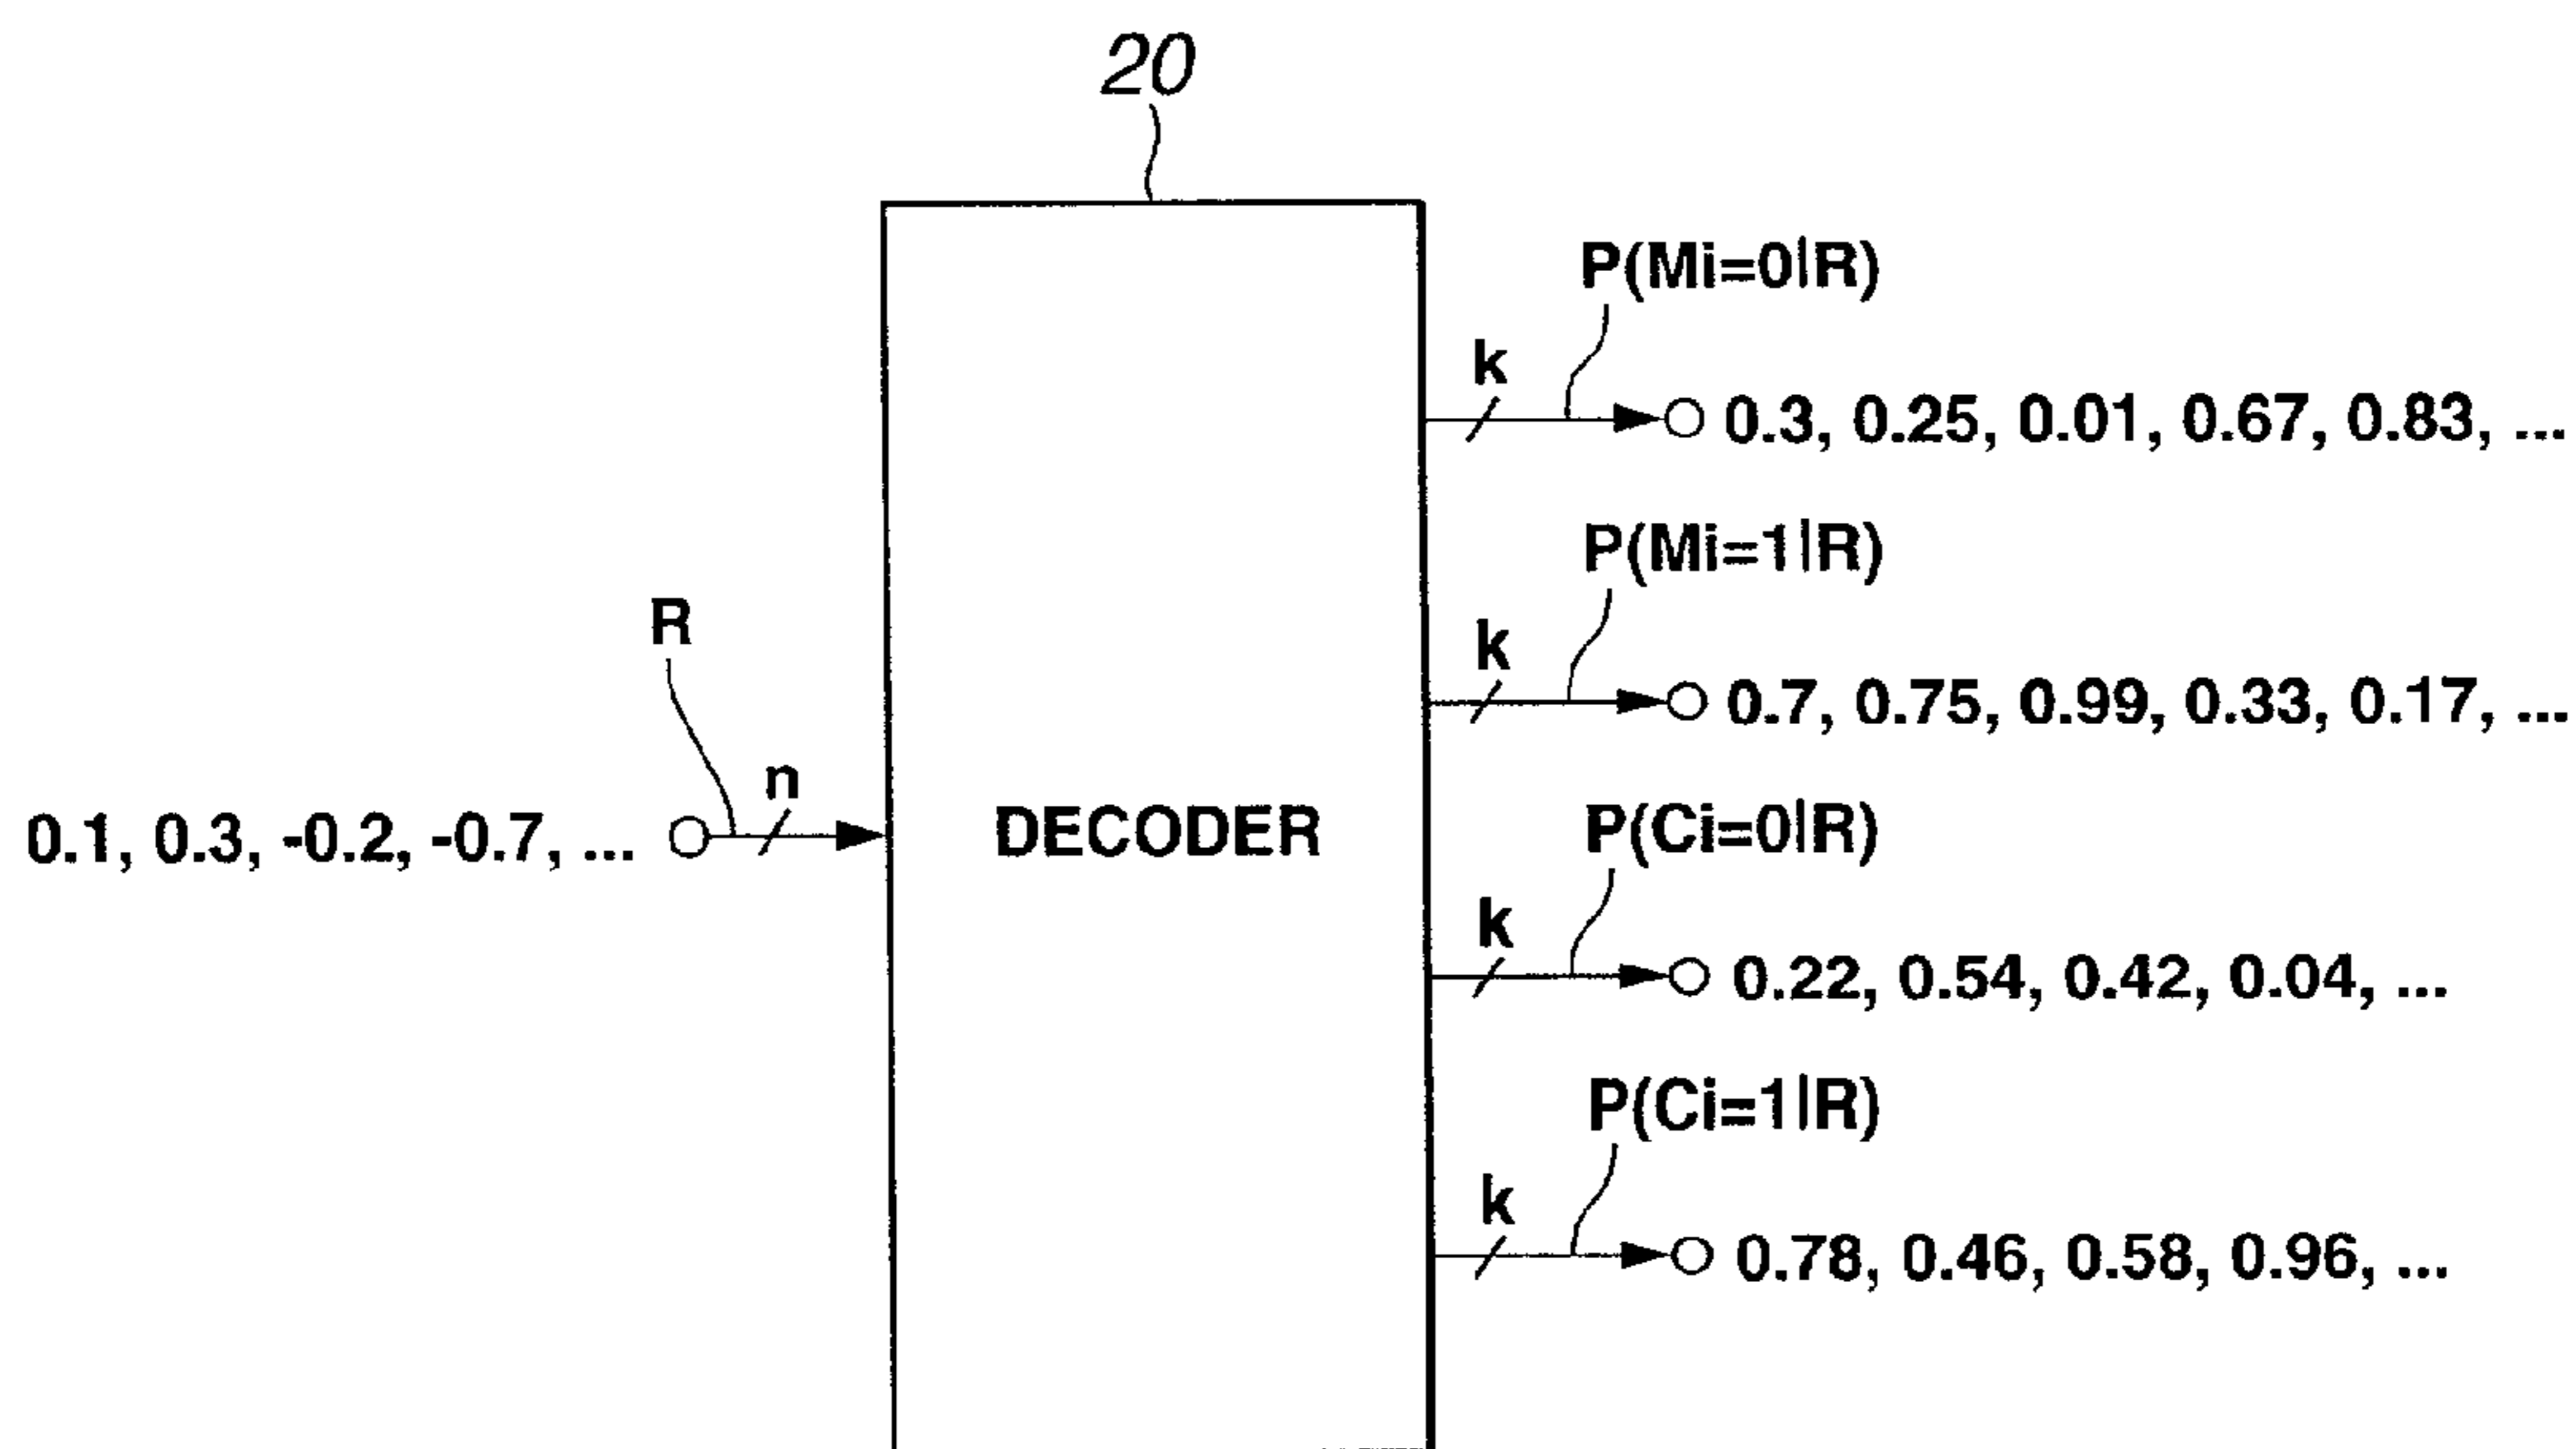 20
P(Mi=0|R)
k
0.3, 0.25, 0.01, 0.67, 0.83, ...
P(Mi=1|R)
k
0.7, 0.75, 0.99, 0.33, 0.17, ...
R
n
0.1, 0.3, -0.2, -0.7, ...
DECODER
P(Ci=0|R)
k
0.22, 0.54, 0.42, 0.04, ...
P(Ci=1|R)
k
0.78, 0.46, 0.58, 0.96, ...